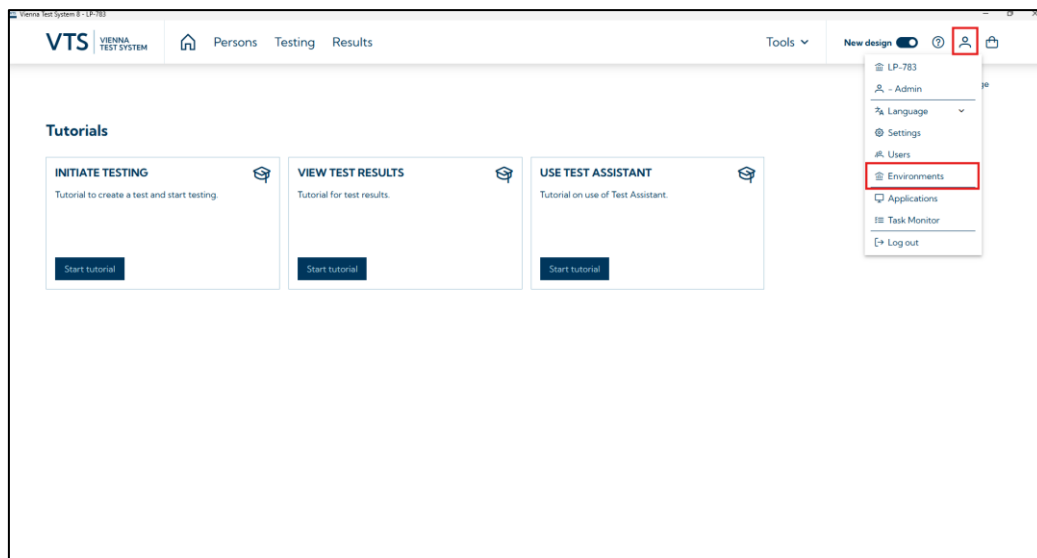 Vienna Test System 8 - LP-783
VTS VIENNA TEST SYSTEM Persons Testing Results Tools New design
LP-783
- Admin
Language
Settings
Users
Environments
Applications
Task Monitor
Log out
Tutorials
INITIATE TESTING
Tutorial to create a test and start testing.
Start tutorial
VIEW TEST RESULTS
Tutorial for test results.
Start tutorial
USE TEST ASSISTANT
Tutorial on use of Test Assistant.
Start tutorial